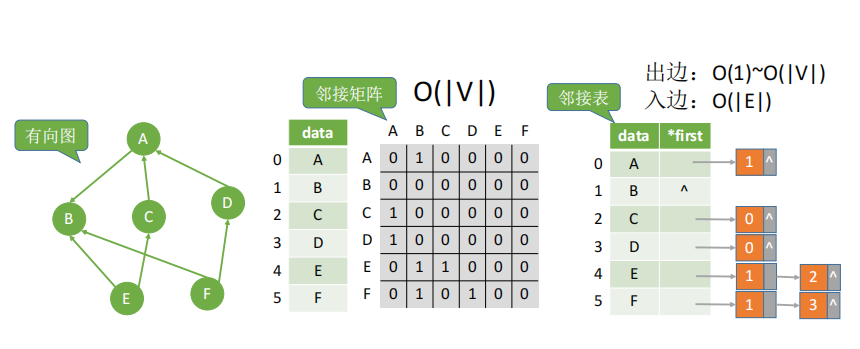 出边：O(1)~O(|V|)
入边：O(|E|)
邻接矩阵
O(|V|)
邻接表
有向图
A
B
C
D
E
F
data
0 A
1 B
2 C
3 D
4 E
5 F
A B C D E F
A 0 1 0 0 0 0
B 0 0 0 0 0 0
C 1 0 0 0 0 0
D 1 0 0 0 0 0
E 0 1 1 0 0 0
F 0 1 0 1 0 0
data *first
0 A 1 ^
1 B ^
2 C 0 ^
3 D 0 ^
4 E 1 2 ^
5 F 1 3 ^